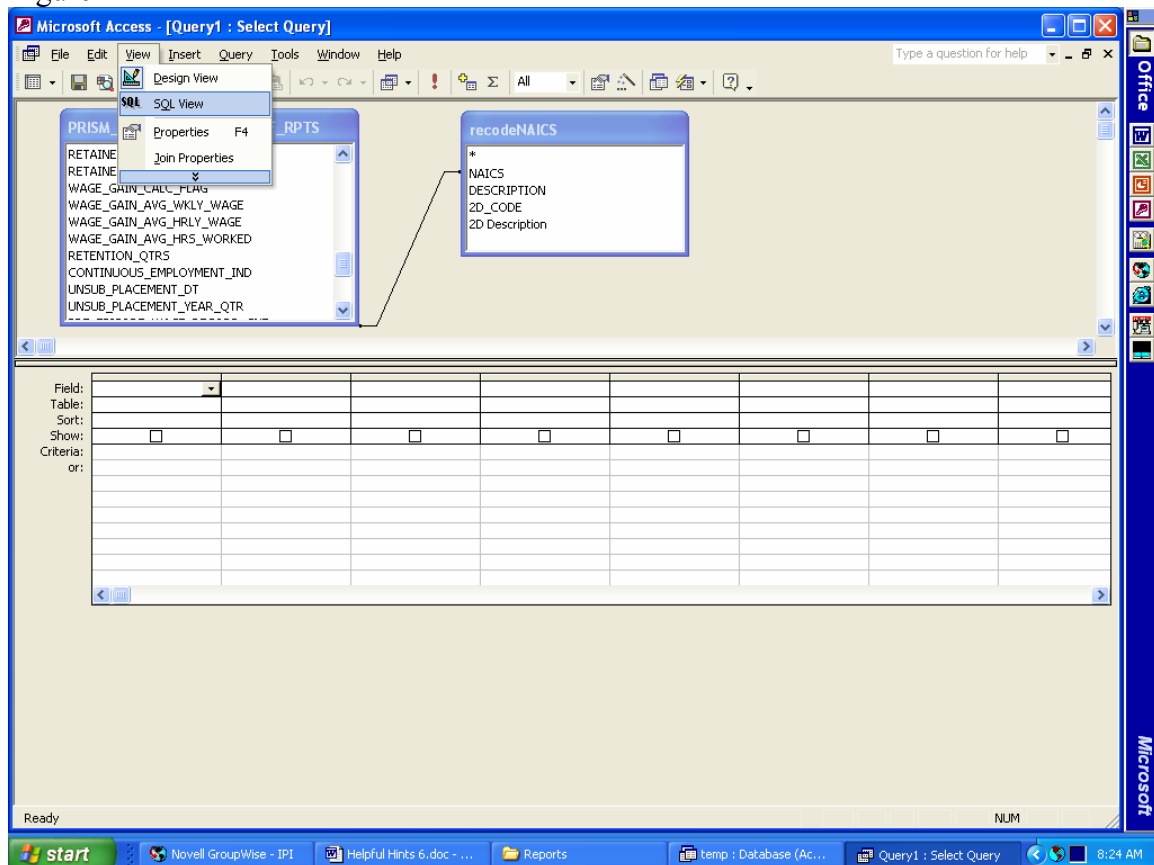 Microsoft Access - [Query1 : Select Query]
File Edit View Insert Query Tools Window Help
Type a question for help
All
Design View
SQL SQL View
Properties F4
Join Properties
PRISM_
_RPTS
RETAINE
RETAINE
WAGE_GAIN_CALC_FLAG
WAGE_GAIN_AVG_WKLY_WAGE
WAGE_GAIN_AVG_HRLY_WAGE
WAGE_GAIN_AVG_HRS_WORKED
RETENTION_QTRS
CONTINUOUS_EMPLOYMENT_IND
UNSUB_PLACEMENT_DT
UNSUB_PLACEMENT_YEAR_QTR
recodeNAICS
*
NAICS
DESCRIPTION
2D_CODE
2D Description
Field:
Table:
Sort:
Show:
Criteria:
or:
Ready
NUM
Office
Microsoft
start
Novell GroupWise - IPI
Helpful Hints 6.doc - ...
Reports
temp : Database (Ac...
Query1 : Select Query
8:24 AM